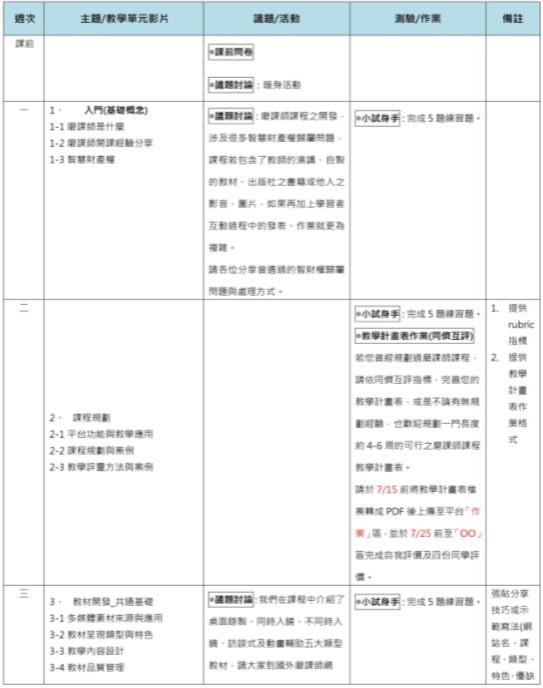 週次 主題/教學單元影片 議題/活動 測驗/作業 備註
課前
*課前問卷
*議題討論：暖身活動
一
1、 入門(基礎概念)
1-1 磨課師是什麼
1-2 磨課師開課經驗分享
1-3 智慧財產權
*議題討論：磨課師課程之開發，
涉及很多智慧財產權歸屬問題，
課程若包含了教師的演講、自製
的教材、出版社之書籍或他人之
影音、圖片，如果再加上學習者
互動過程中的發表、作業就更為
複雜。
請各位分享曾遇過的智財權歸屬
問題與處理方式。
*小試身手：完成 5 題練習題。
二
2、 課程規劃
2-1 平台功能與教學應用
2-2 課程規劃與案例
2-3 教學評量方法與案例
*小試身手：完成 5 題練習題。
*教學計畫表作業(同儕互評)
若您曾經規劃過磨課師課程，
請依同儕互評指標，完善您的
教學計畫表，或是不論有無規
劃經驗，也歡迎規劃一門長度
約 4-6 周的可行之磨課師課程
教學計畫表。
請於 7/15 前將教學計畫表檔
案轉成 PDF 後上傳至平台「作
業」區，並於 7/25 前至「OO」
區完成自我評價及四份同學評
價。
1. 提供
rubric
指標
2. 提供
教學
計畫
表作
業格
式
三
3、 教材開發_共通基礎
3-1 多媒體素材來源與應用
3-2 教材呈現類型與特色
3-3 教學內容設計
3-4 教材品質管理
*議題討論：我們在課程中介紹了
桌面錄製、同時入鏡、不同時入
鏡、訪談式及動畫輔助五大類型
教材，請大家到國外磨課師網
*小試身手：完成 5 題練習題。
張貼分享
技巧或示
範寫法(網
站名、課
程、類型、
特色、優缺